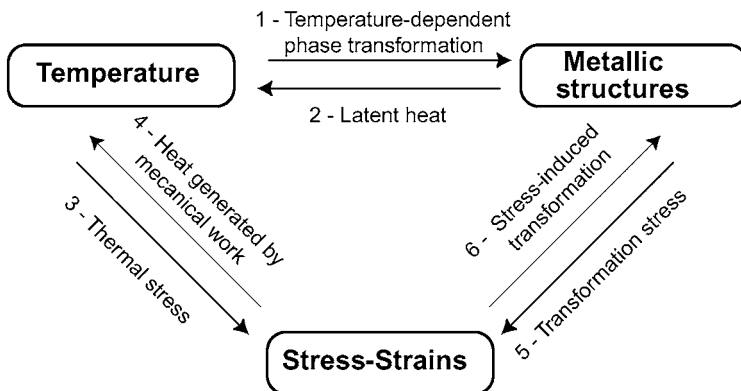 1 - Temperature-dependent
phase transformation
Temperature
Metallic
structures
2 - Latent heat
4 - Heat generated by
mecanical work
3 - Thermal stress
6 - Stress-induced
transformation
5 - Transformation stress
Stress-Strains